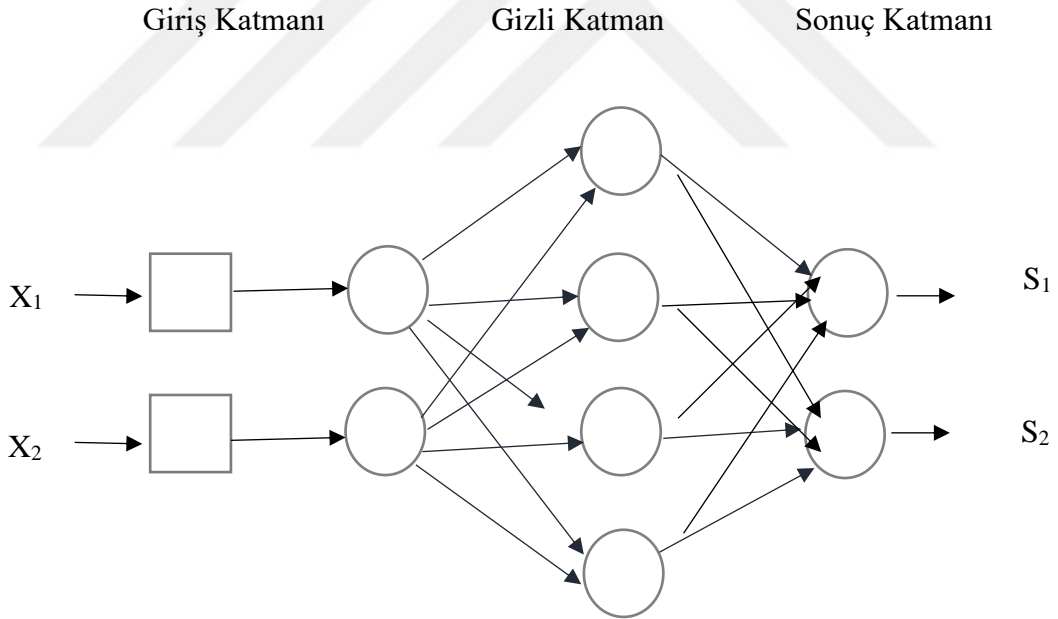 Giriş Katmanı Gizli Katman Sonuç Katmanı
X₁ S₁
X₂ S₂